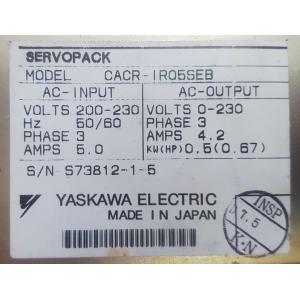 SERVOPACK
MODEL CACR-IR05SEB
AC-INPUT AC-OUTPUT
VOLTS 200-230 VOLTS 0-230
Hz 50/60 PHASE 3
PHASE 3 AMPS 4.2
AMPS 5.0 KW(HP) 0.5(0.67)
S/N S73812-1-5
YASKAWA ELECTRIC
MADE IN JAPAN
INSP
7.5
K.N